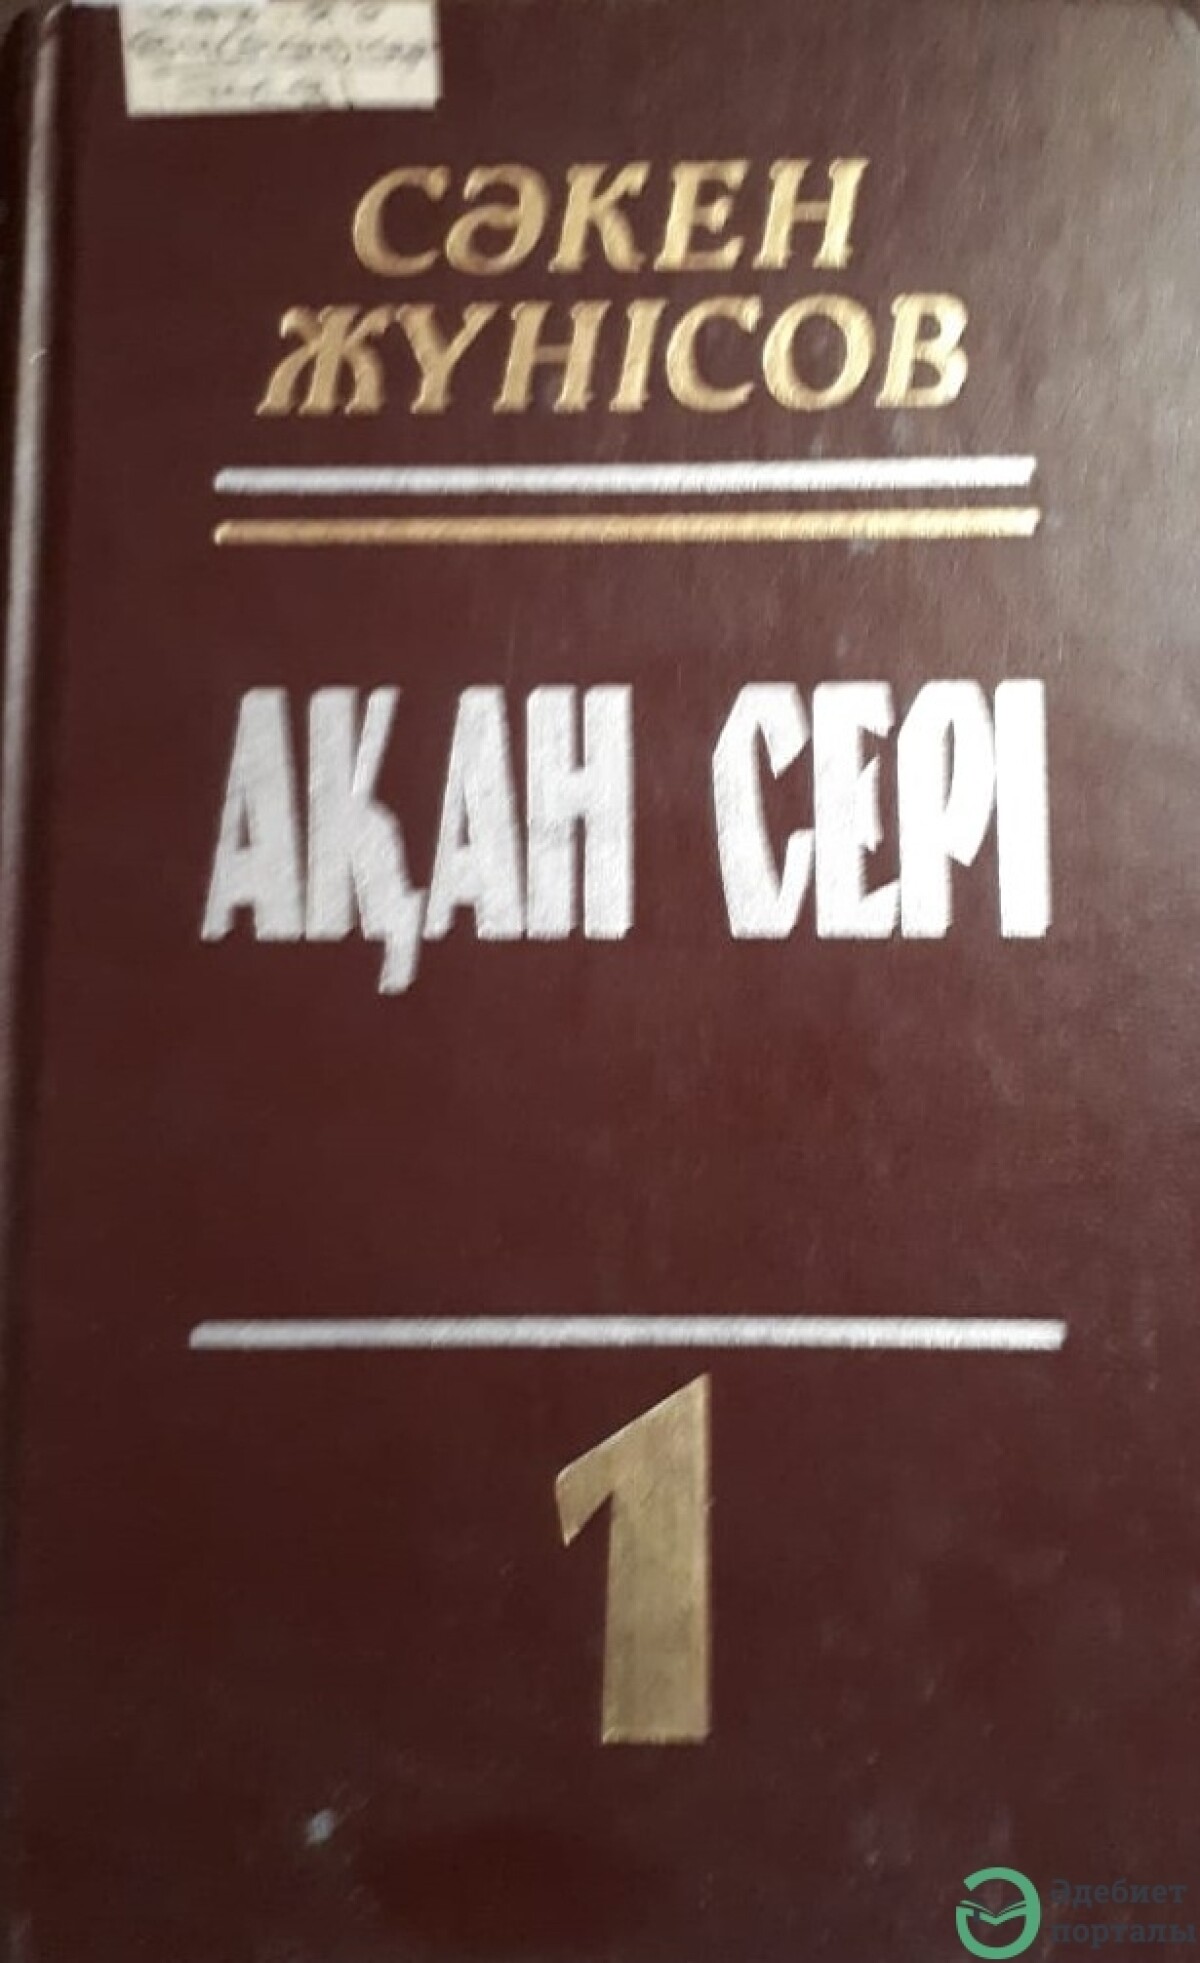 СӘКЕН
ЖҮНІСОВ
АҚАН СЕРІ
1
Әдебиет
порталы